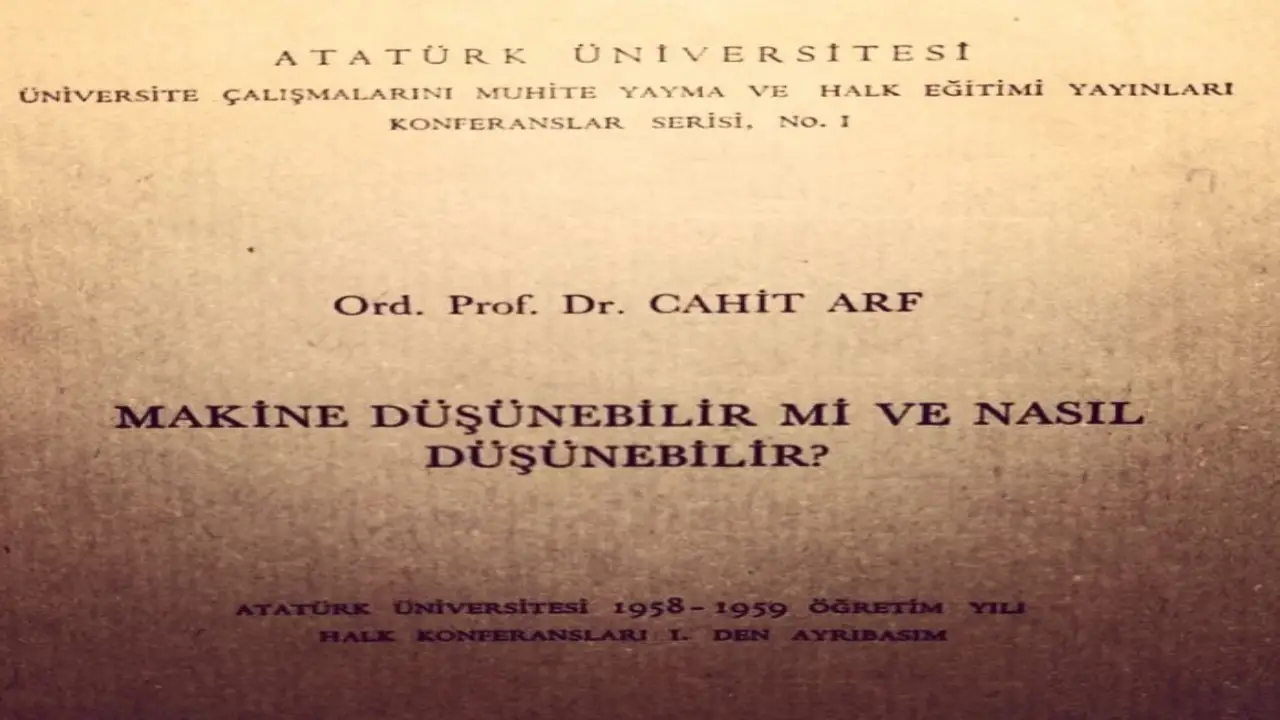 ATATÜRK ÜNİVERSİTESİ
ÜNİVERSİTE ÇALIŞMALARINI MUHİTE YAYMA VE HALK EĞİTİMİ YAYINLARI
KONFERANSLAR SERİSİ, No. I
Ord. Prof. Dr. CAHİT ARF
MAKİNE DÜŞÜNEBİLİR Mİ VE NASIL
DÜŞÜNEBİLİR?
ATATÜRK ÜNİVERSİTESİ 1958-1959 ÖĞRETİM YILI
HALK KONFERANSLARI I. DEN AYRIBASIM